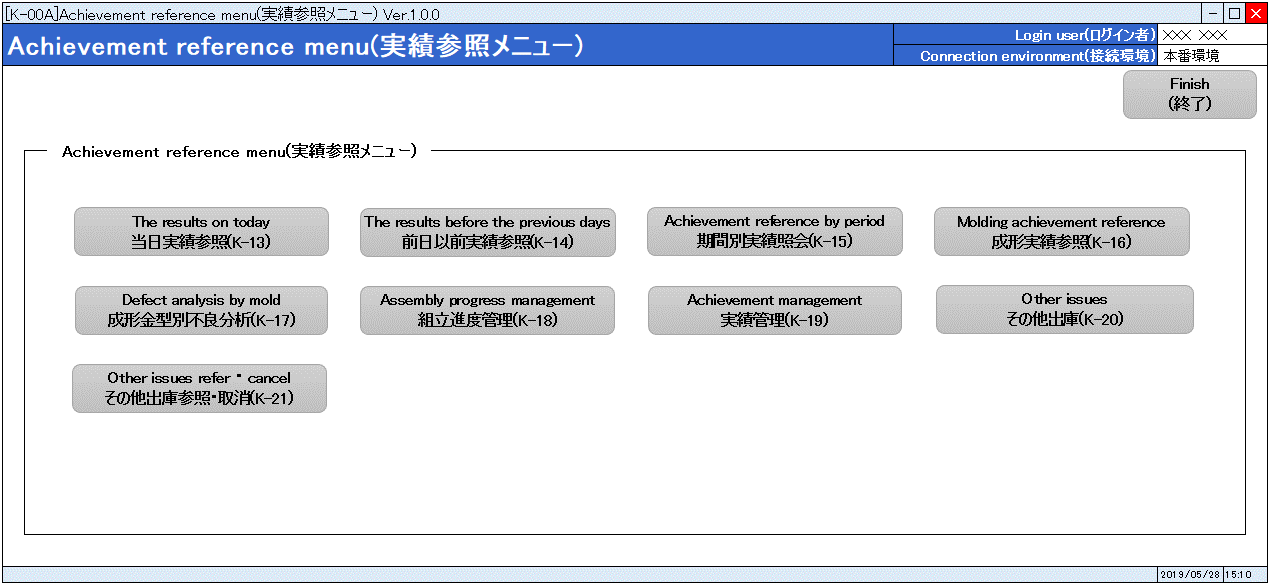 [K-00A]Achievement reference menu(実績参照メニュー) Ver.1.0.0
Achievement reference menu(実績参照メニュー)
Login user(ログイン者) XXX XXX
Connection environment(接続環境) 本番環境
Finish
(終了)
Achievement reference menu(実績参照メニュー)
The results on today
当日実績参照(K-13)
The results before the previous days
前日以前実績参照(K-14)
Achievement reference by period
期間別実績照会(K-15)
Molding achievement reference
成形実績参照(K-16)
Defect analysis by mold
成形金型別不良分析(K-17)
Assembly progress management
組立進度管理(K-18)
Achievement management
実績管理(K-19)
Other issues
その他出庫(K-20)
Other issues refer・cancel
その他出庫参照・取消(K-21)
2019/05/28 15:10